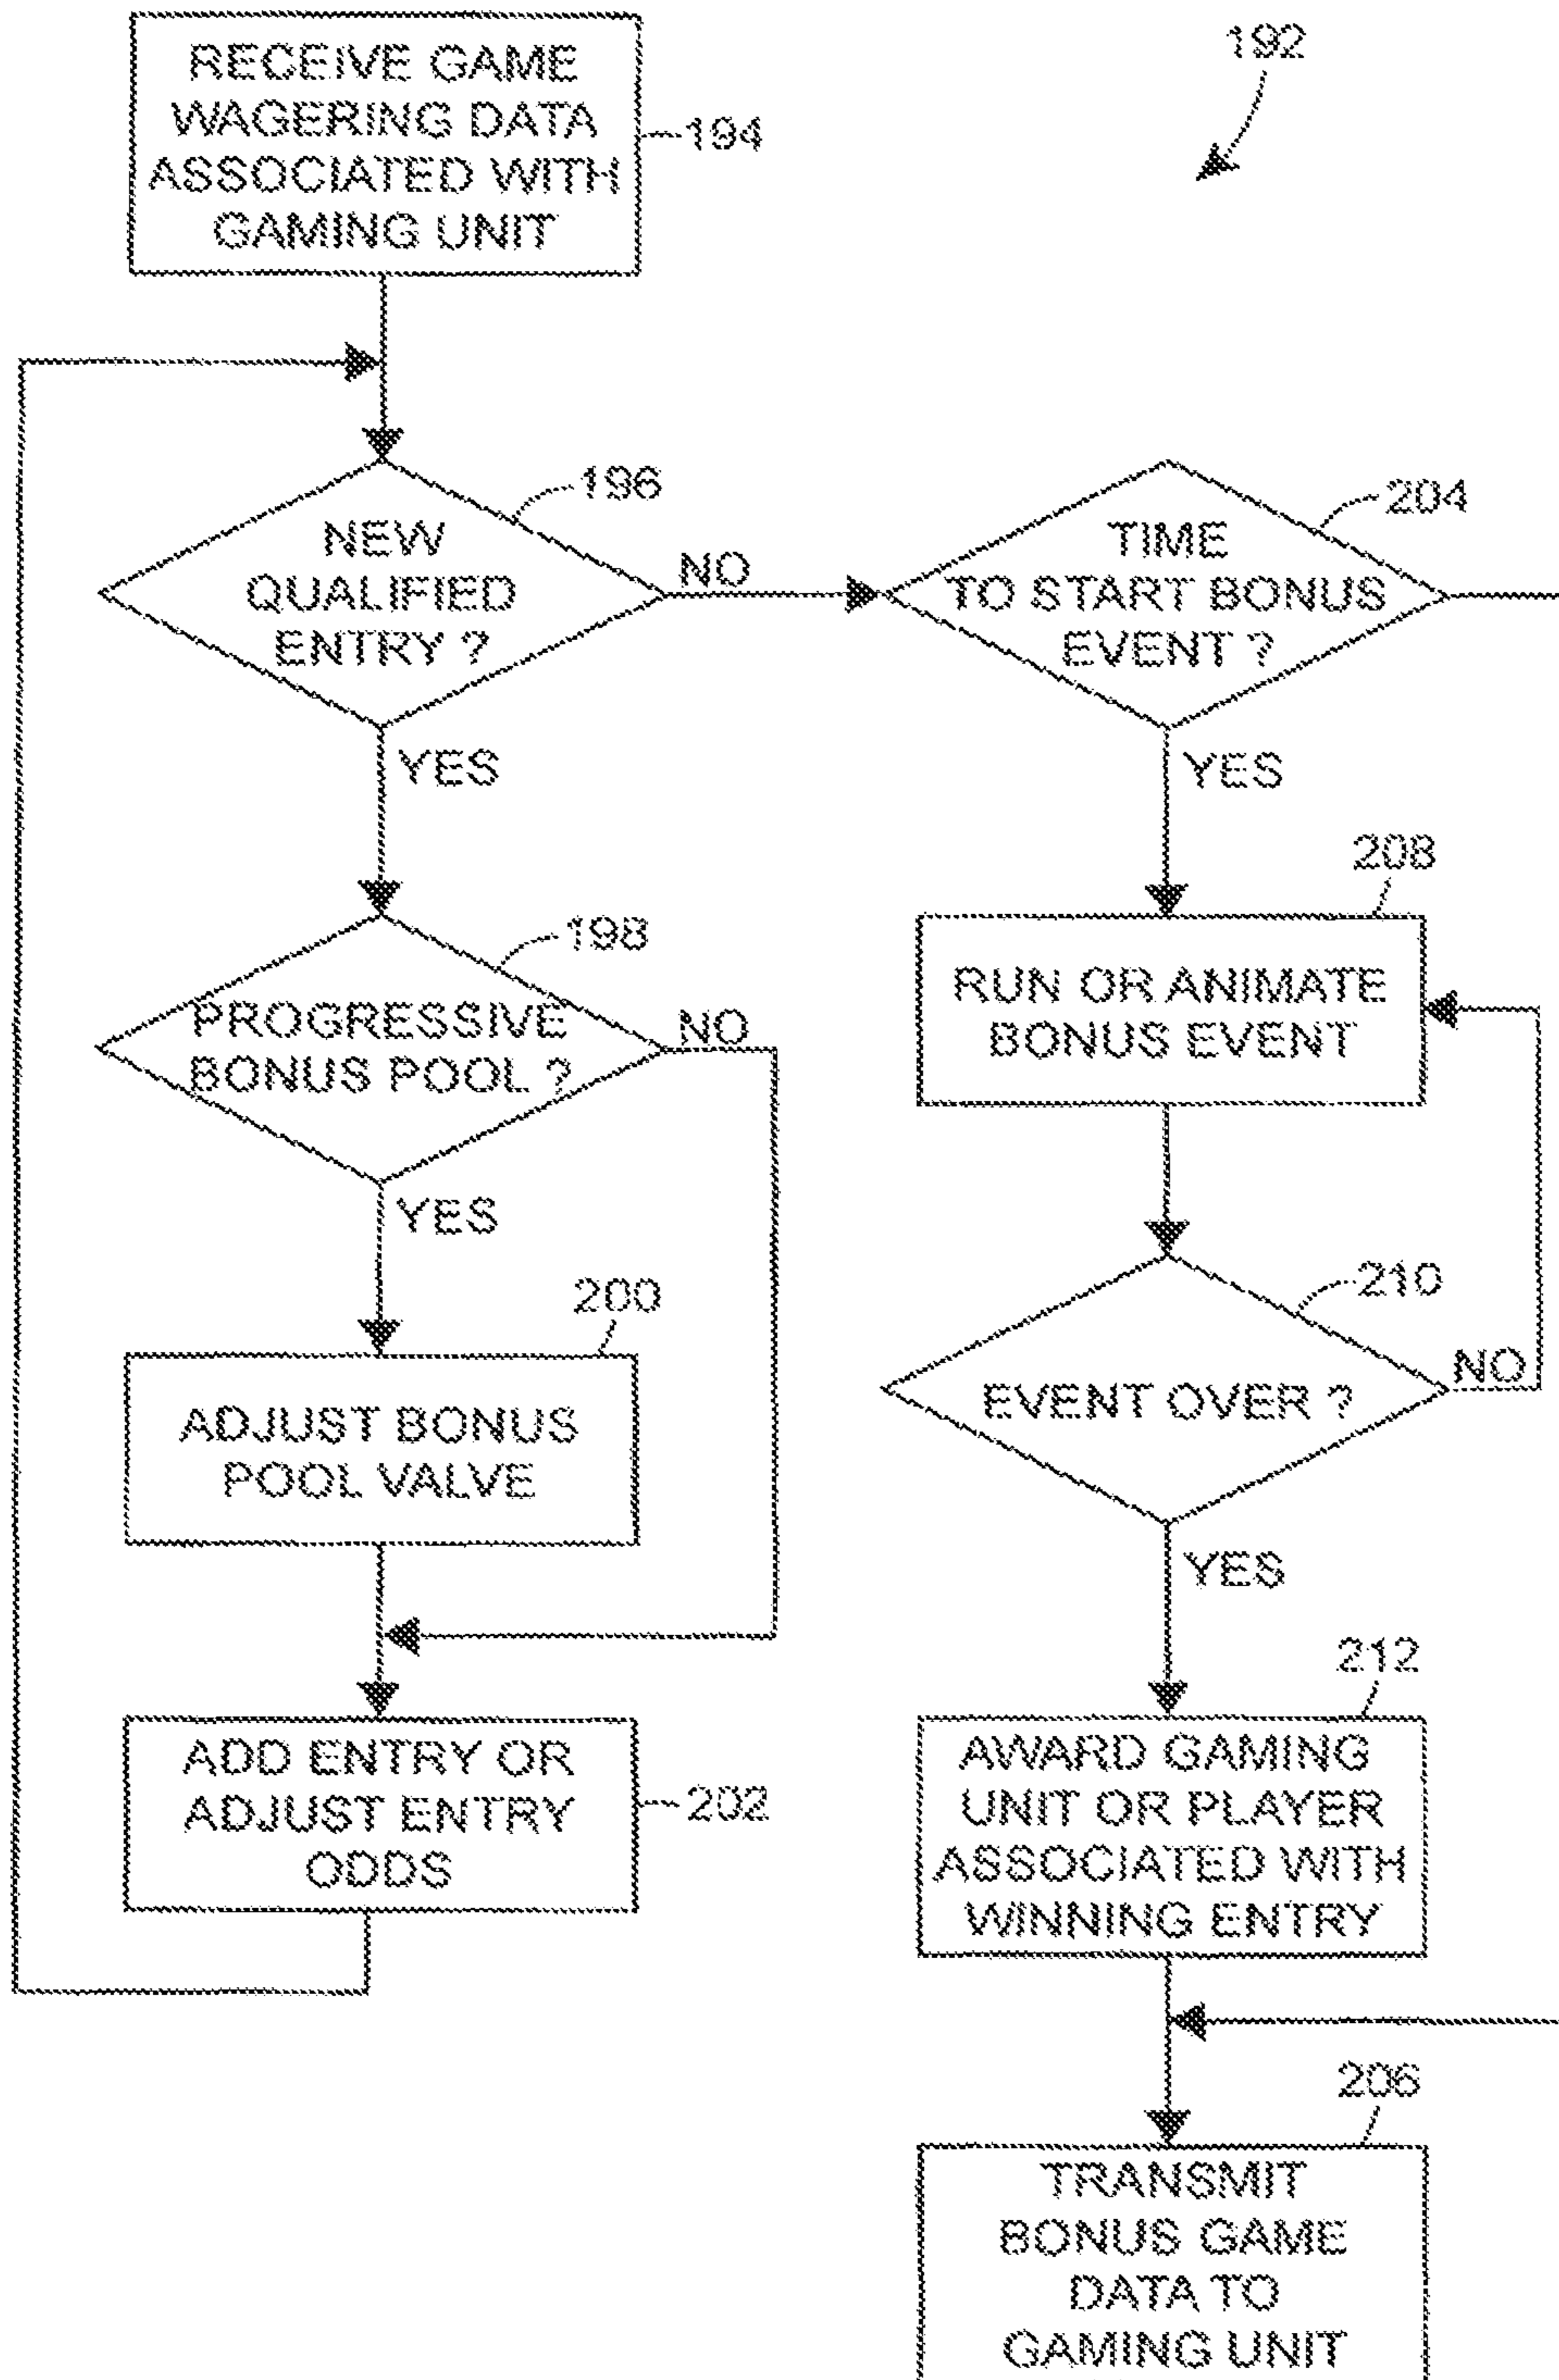 192
RECEIVE GAME
WAGERING DATA
ASSOCIATED WITH
GAMING UNIT
194
NEW
QUALIFIED
ENTRY ?
196
NO
YES
PROGRESSIVE
BONUS POOL ?
198
NO
YES
200
ADJUST BONUS
POOL VALVE
ADD ENTRY OR
ADJUST ENTRY
ODDS
202
TIME
TO START BONUS
EVENT ?
204
YES
208
RUN OR ANIMATE
BONUS EVENT
EVENT OVER ?
210
NO
YES
212
AWARD GAMING
UNIT OR PLAYER
ASSOCIATED WITH
WINNING ENTRY
206
TRANSMIT
BONUS GAME
DATA TO
GAMING UNIT